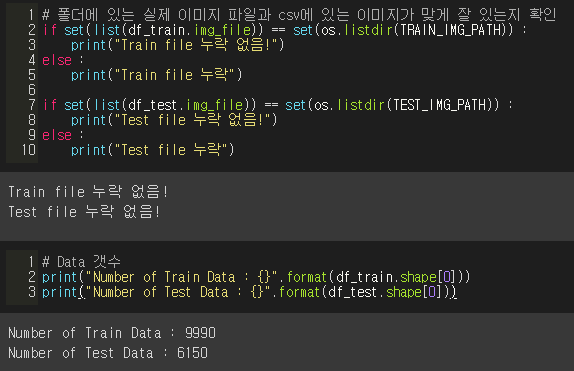 1 # 폴더에 있는 실제 이미지 파일과 csv에 있는 이미지가 맞게 잘 있는지 확인
2 if set(list(df_train.img_file)) == set(os.listdir(TRAIN_IMG_PATH)) :
3     print("Train file 누락 없음!")
4 else :
5     print("Train file 누락")
6
7 if set(list(df_test.img_file)) == set(os.listdir(TEST_IMG_PATH)) :
8     print("Test file 누락 없음!")
9 else :
10     print("Test file 누락")
Train file 누락 없음!
Test file 누락 없음!
1 # Data 갯수
2 print("Number of Train Data : {}".format(df_train.shape[0]))
3 print("Number of Test Data : {}".format(df_test.shape[0]))
Number of Train Data : 9990
Number of Test Data : 6150